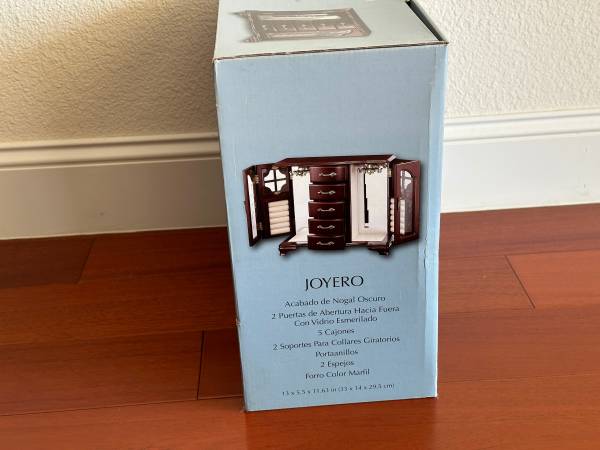 JOYERO
Acabado de Nogal Oscuro
2 Puertas de Abertura Hacia Fuera
Con Vidrio Esmerilado
5 Cajones
2 Soportes Para Collares Giratorios
Portaanillos
2 Espejos
Forro Color Marfil
13 x 5.5 x 11.63 in (33 x 14 x 29.5 cm)